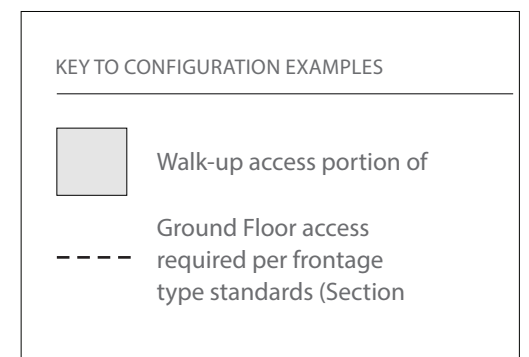 KEY TO CONFIGURATION EXAMPLES
Walk-up access portion of
Ground Floor access
required per frontage
type standards (Section